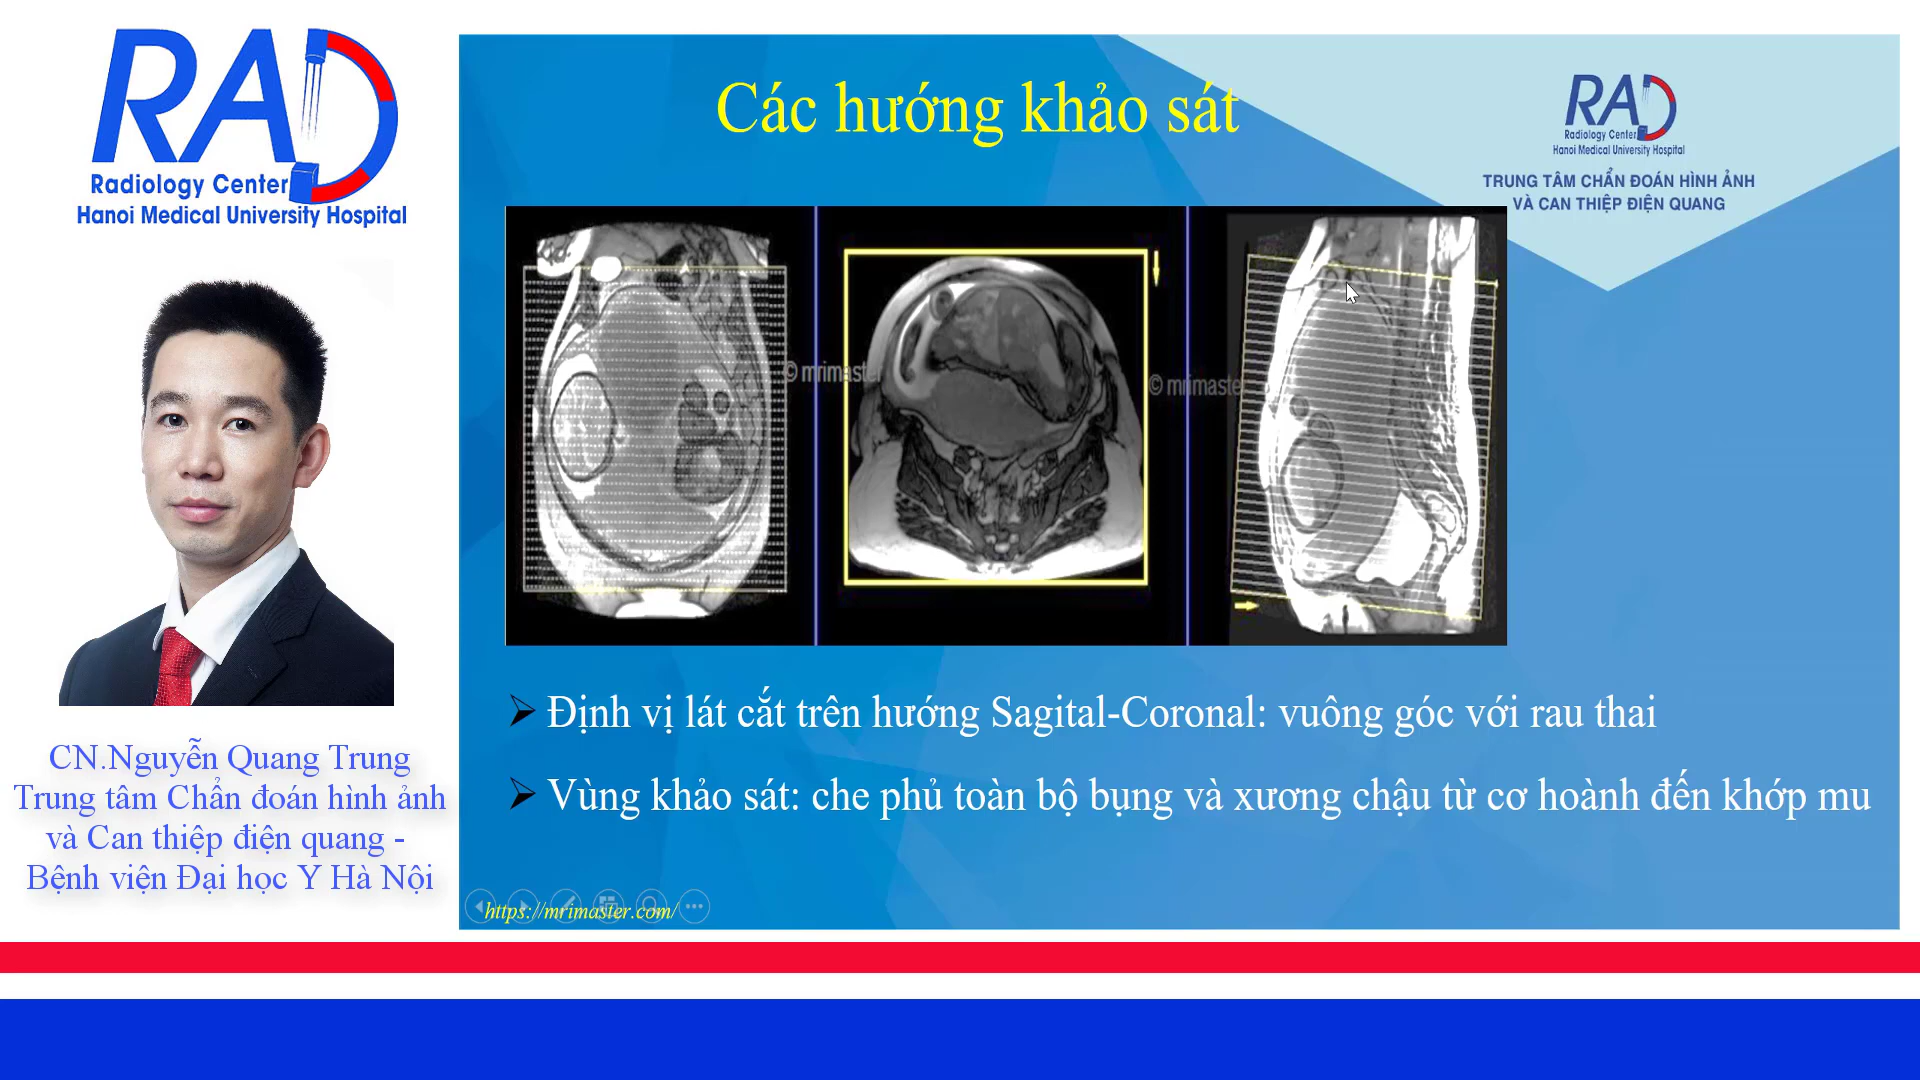 RAD
Radiology Center
Hanoi Medical University Hospital
CN.Nguyễn Quang Trung
Trung tâm Chẩn đoán hình ảnh
và Can thiệp điện quang -
Bệnh viện Đại học Y Hà Nội
Các hướng khảo sát
RAD
Radiology Center
Hanoi Medical University Hospital
TRUNG TÂM CHẨN ĐOÁN HÌNH ẢNH
VÀ CAN THIỆP ĐIỆN QUANG
© mrimaster
© mrimaste
Định vị lát cắt trên hướng Sagital-Coronal: vuông góc với rau thai
Vùng khảo sát: che phủ toàn bộ bụng và xương chậu từ cơ hoành đến khớp mu
https://mrimaster.com/